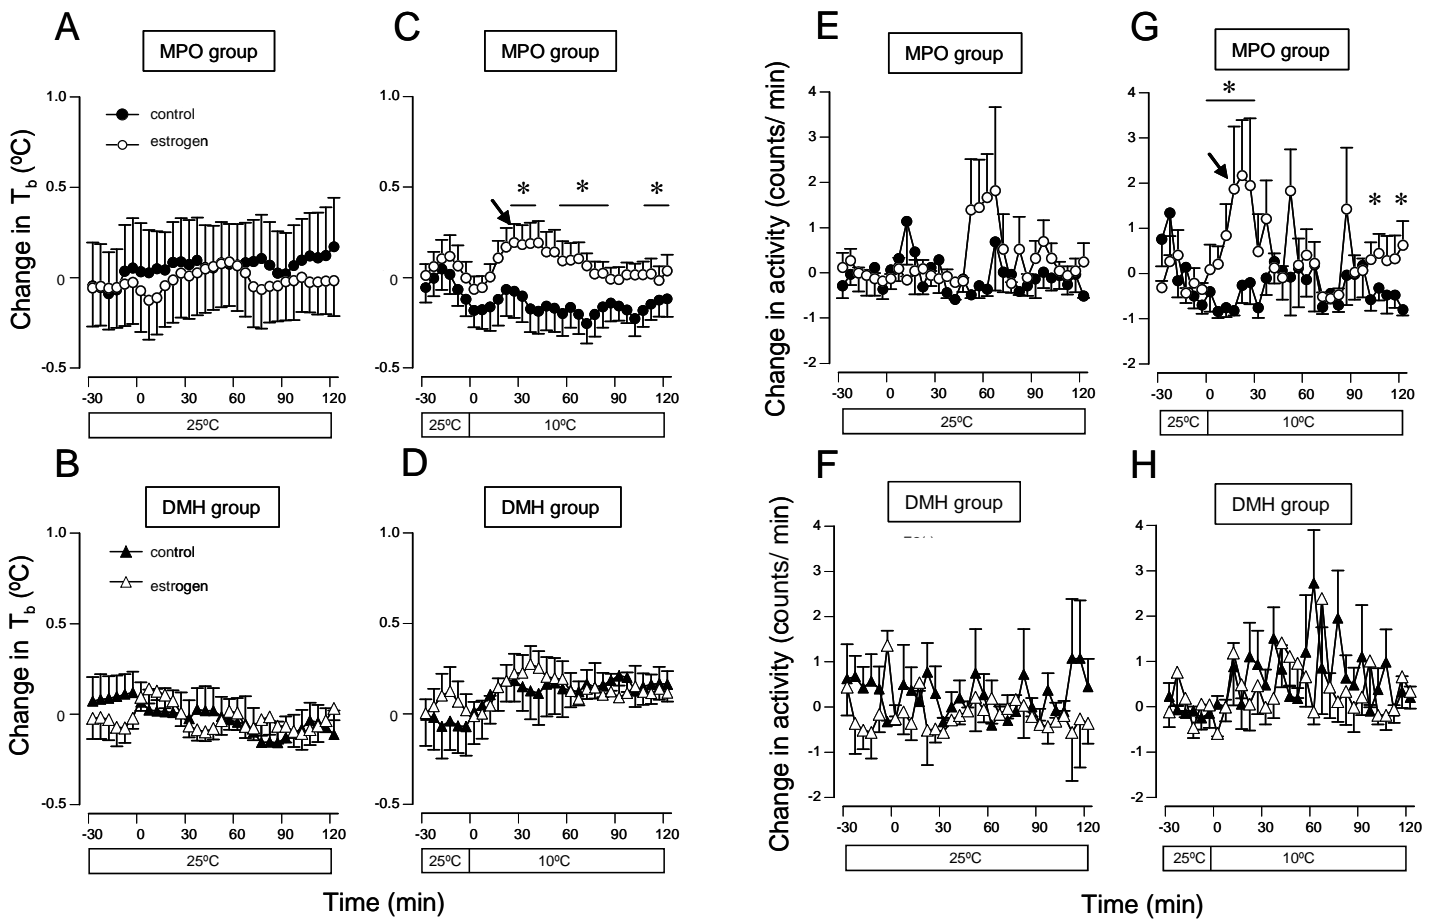 A
MPO group
Change in Tb (ºC)
1.0
0.5
0
-0.5
control
estrogen
-30 0 30 60 90 120
25ºC
C
MPO group
1.0
0.5
0
-0.5
* * *
-30 0 30 60 90 120
25ºC 10ºC
E
MPO group
Change in activity (counts/ min)
4
3
2
1
0
-1
-2
-30 0 30 60 90 120
25ºC
G
MPO group
4
3
2
1
0
-1
-2
*
* *
-30 0 30 60 90 120
25ºC 10ºC
B
DMH group
Change in Tb (ºC)
1.0
0.5
0
-0.5
control
estrogen
-30 0 30 60 90 120
25ºC
D
DMH group
1.0
0.5
0
-0.5
-30 0 30 60 90 120
25ºC 10ºC
Time (min)
F
DMH group
Change in activity (counts/ min)
4
3
2
1
0
-1
-2
-30 0 30 60 90 120
25ºC
H
DMH group
4
3
2
1
0
-1
-2
-30 0 30 60 90 120
25ºC 10ºC
Time (min)